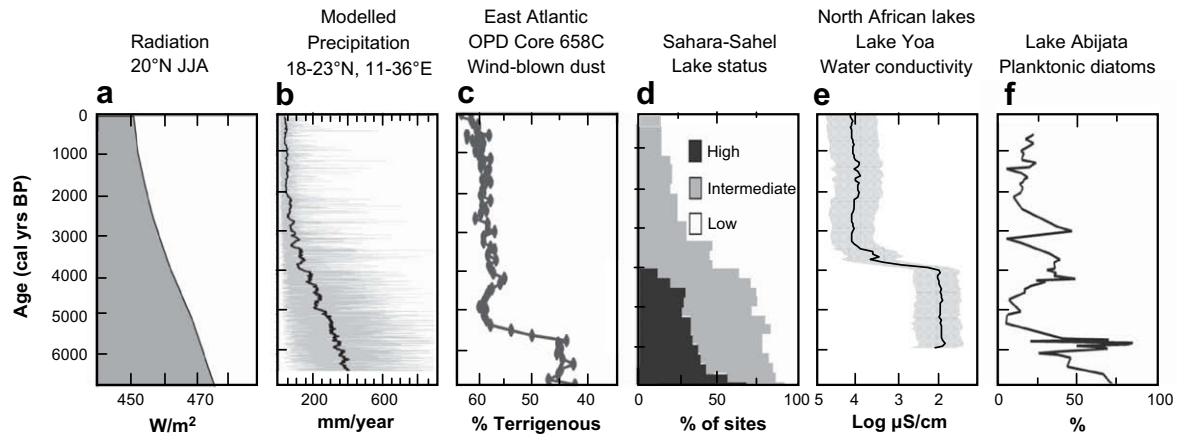 Radiation
20°N JJA
Modelled
Precipitation
18-23°N, 11-36°E
East Atlantic
OPD Core 658C
Wind-blown dust
Sahara-Sahel
Lake status
North African lakes
Lake Yoa
Water conductivity
Lake Abijata
Planktonic diatoms
a
b
c
d
e
f
Age (cal yrs BP)
0
1000
2000
3000
4000
5000
6000
High
Intermediate
Low
450 470
200 600
60 50 40
0 50 100
5 4 3 2
0 50 100
W/m²
mm/year
% Terrigenous
% of sites
Log µS/cm
%